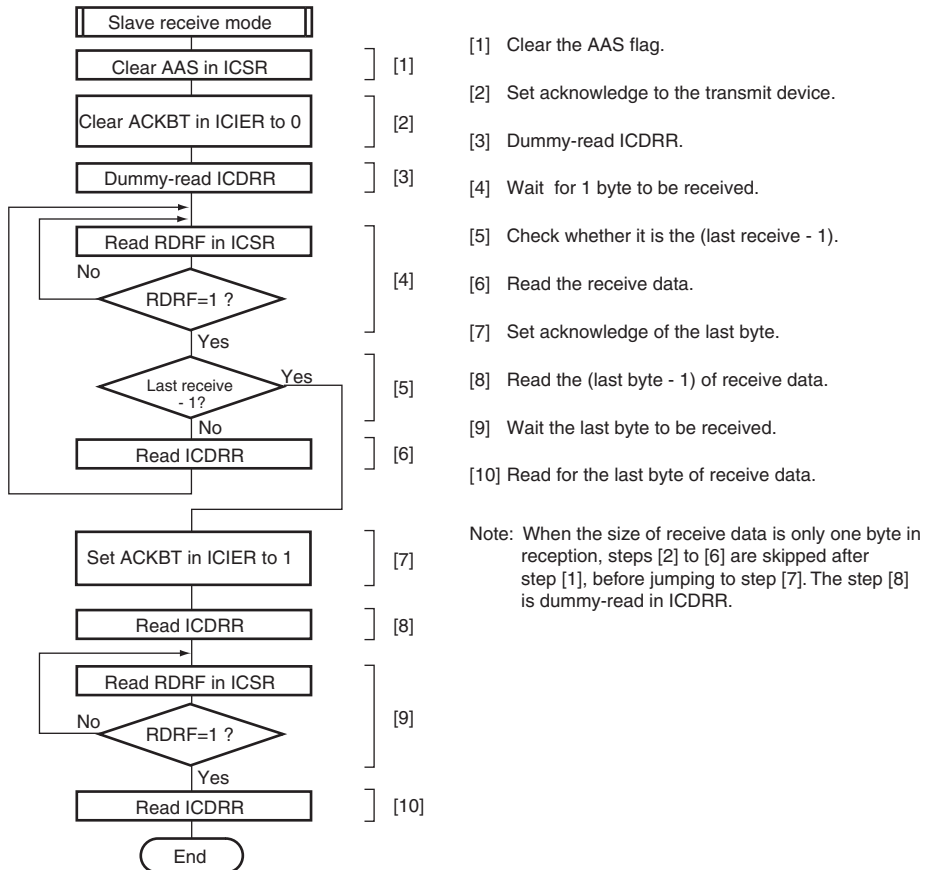 Slave receive mode
Clear AAS in ICSR
[1]
Clear ACKBT in ICIER to 0
[2]
Dummy-read ICDRR
[3]
Read RDRF in ICSR
No
RDRF=1 ?
[4]
Yes
Last receive
- 1?
Yes
[5]
No
Read ICDRR
[6]
Set ACKBT in ICIER to 1
[7]
Read ICDRR
[8]
Read RDRF in ICSR
No
RDRF=1 ?
[9]
Yes
Read ICDRR
[10]
End
[1] Clear the AAS flag.
[2] Set acknowledge to the transmit device.
[3] Dummy-read ICDRR.
[4] Wait for 1 byte to be received.
[5] Check whether it is the (last receive - 1).
[6] Read the receive data.
[7] Set acknowledge of the last byte.
[8] Read the (last byte - 1) of receive data.
[9] Wait the last byte to be received.
[10] Read for the last byte of receive data.
Note: When the size of receive data is only one byte in
reception, steps [2] to [6] are skipped after
step [1], before jumping to step [7]. The step [8]
is dummy-read in ICDRR.